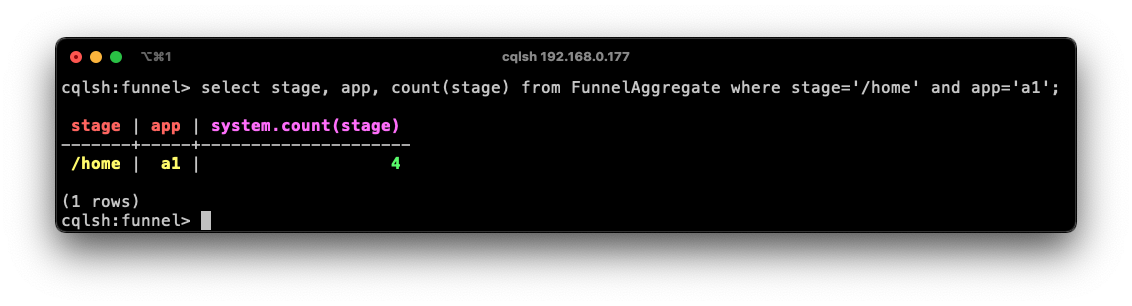 ⌥⌘1 cqlsh 192.168.0.177
cqlsh:funnel> select stage, app, count(stage) from FunnelAggregate where stage='/home' and app='a1';
stage | app | system.count(stage)
-------+-----+---------------------
/home | a1 | 4
(1 rows)
cqlsh:funnel>